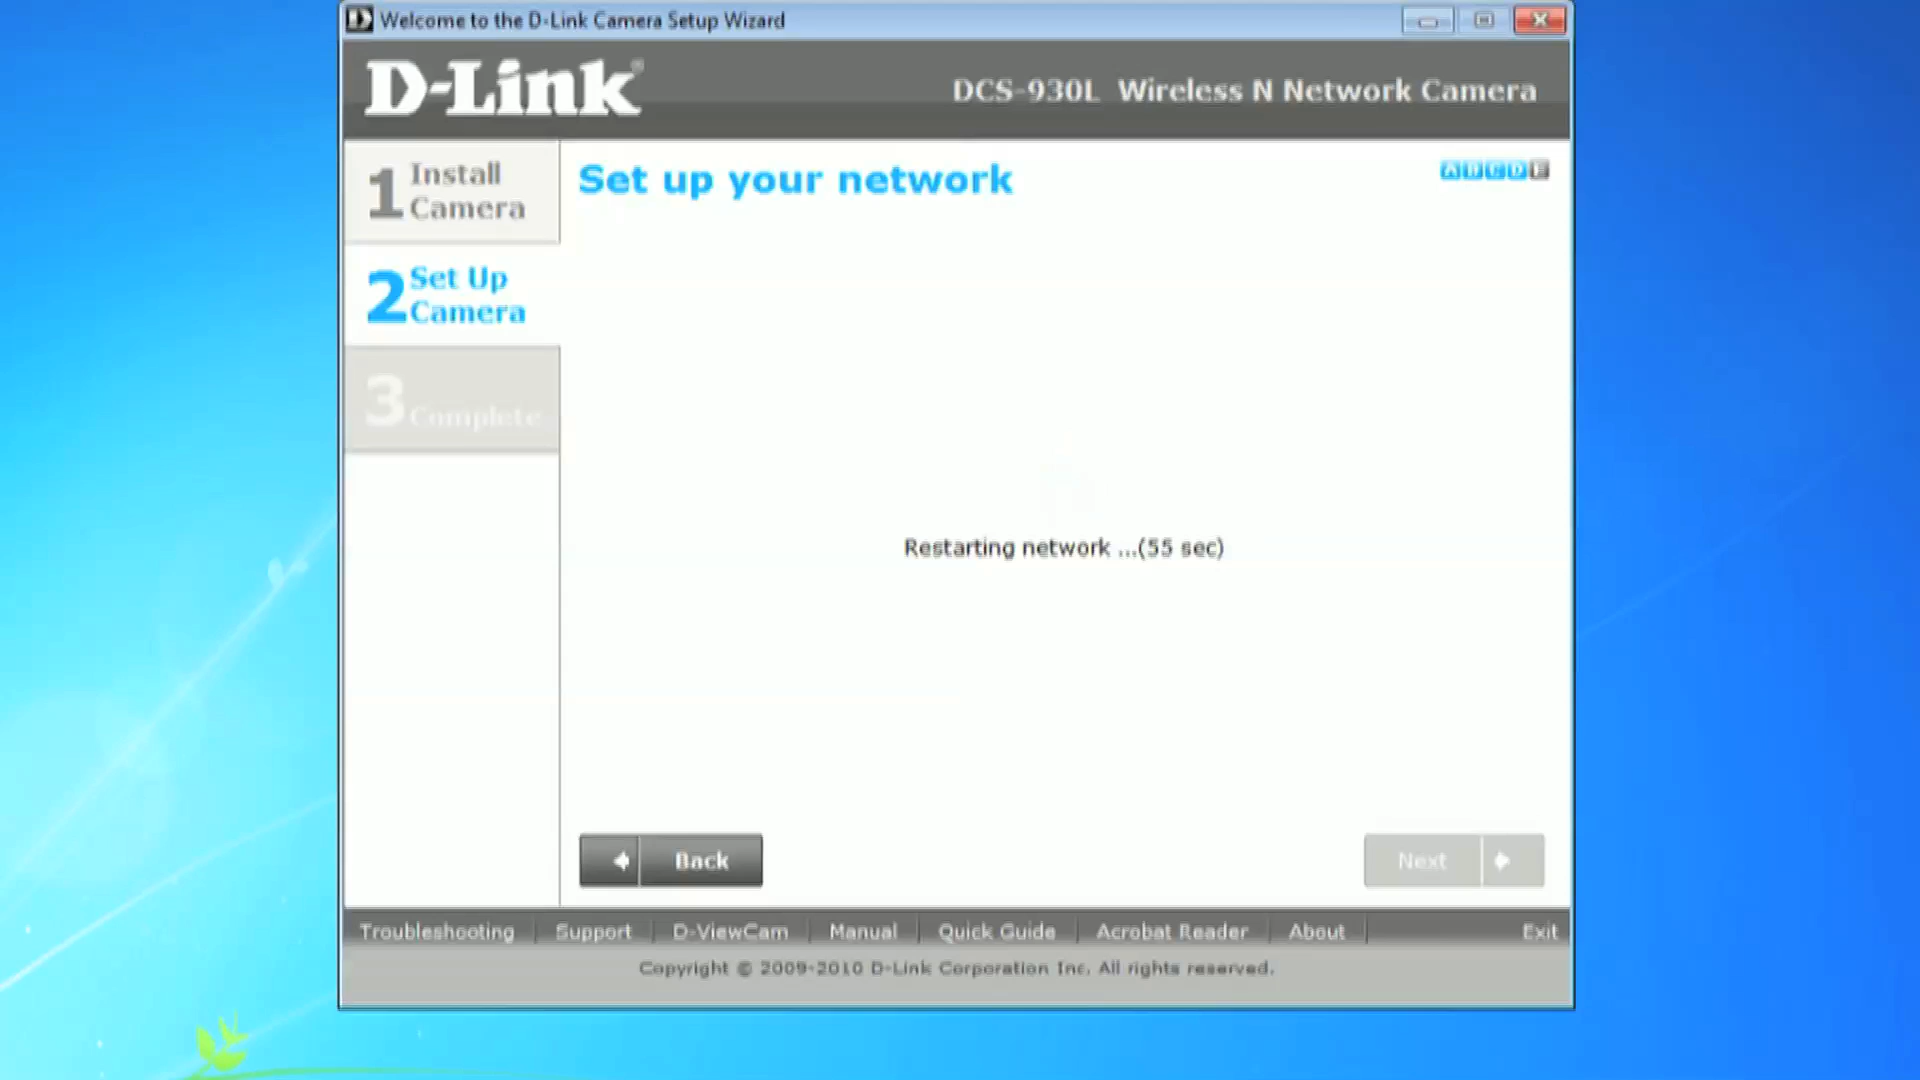 Welcome to the D-Link Camera Setup Wizard
D-Link®
DCS-930L Wireless N Network Camera
1 Install Camera
2 Set Up Camera
3 Complete
Set up your network
A B C D E
Restarting network ...(55 sec)
Back
Next
Troubleshooting Support D-ViewCam Manual Quick Guide Acrobat Reader About Exit
Copyright © 2009-2010 D-Link Corporation Inc. All rights reserved.